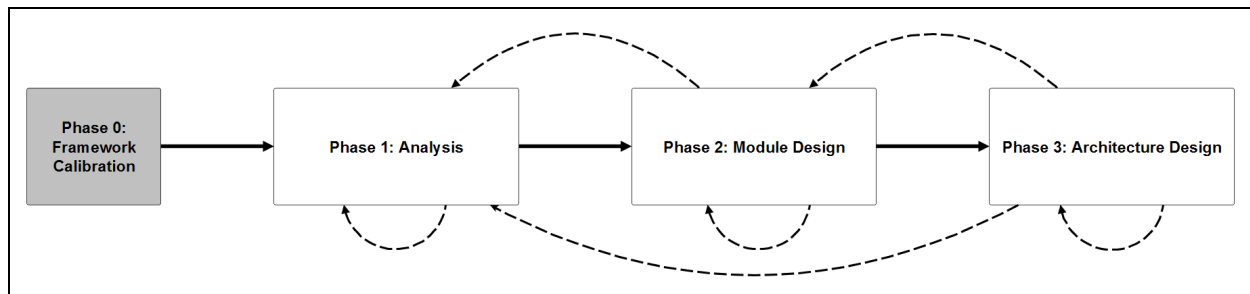 Phase 0:
Framework
Calibration
Phase 1: Analysis
Phase 2: Module Design
Phase 3: Architecture Design